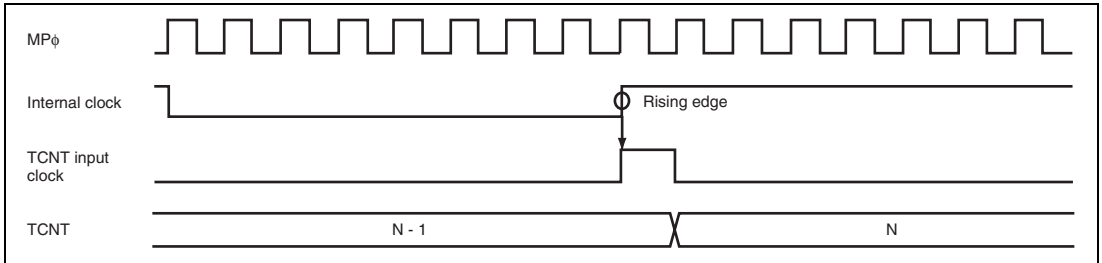 MPφ
Internal clock
Rising edge
TCNT input
clock
TCNT
N - 1
N